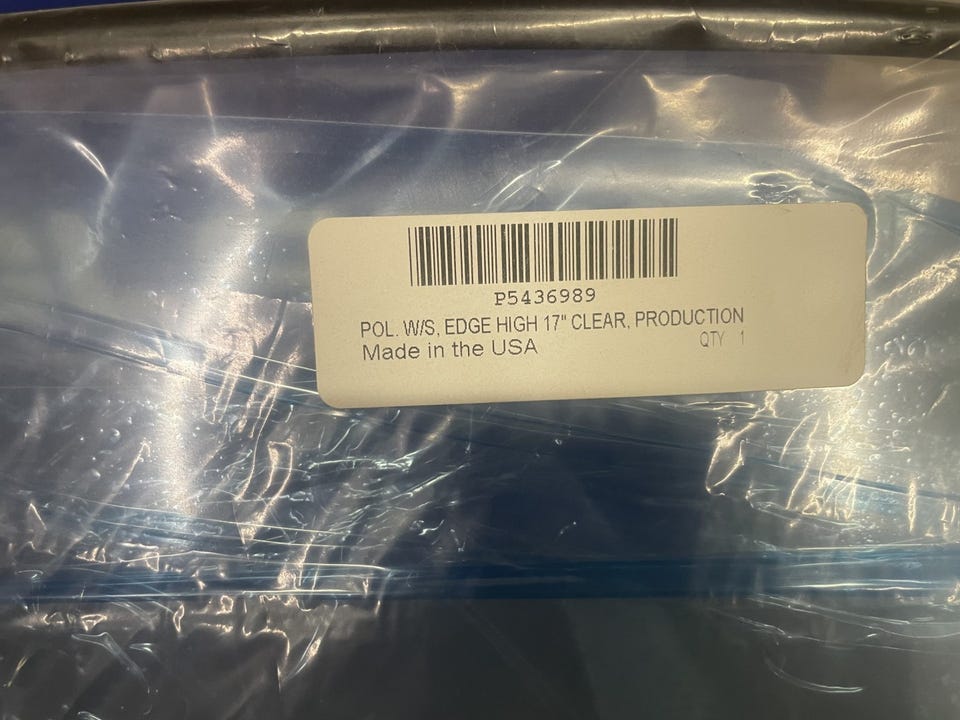 P5436989
POL. W/S, EDGE HIGH 17" CLEAR, PRODUCTION
Made in the USA
QTY 1